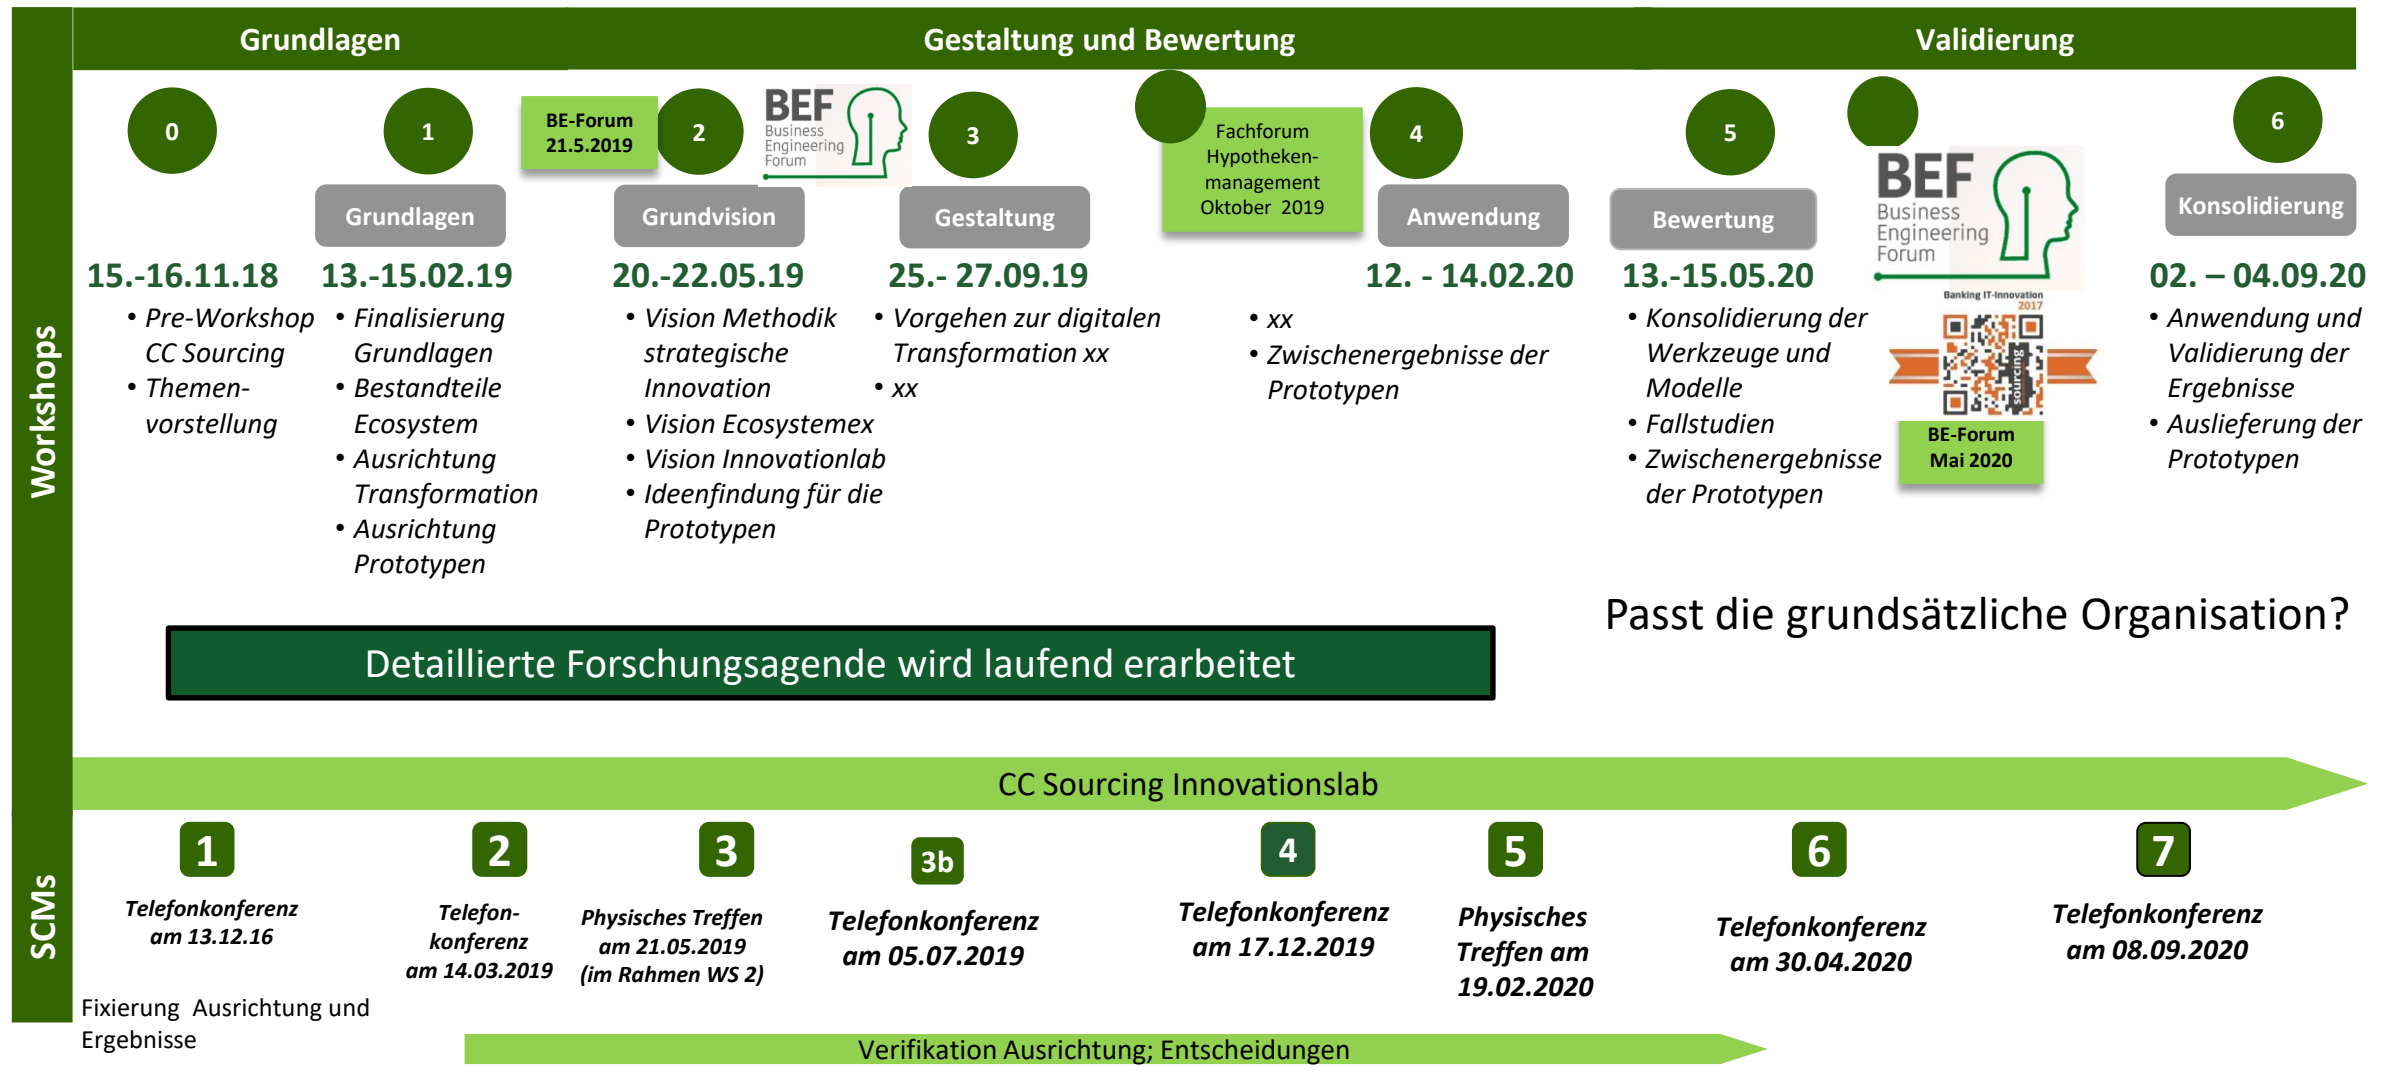 Grundlagen
Gestaltung und Bewertung
Validierung
Workshops
0
15.-16.11.18
• Pre-Workshop
CC Sourcing
• Themen-
vorstellung
1
Grundlagen
13.-15.02.19
• Finalisierung
Grundlagen
• Bestandteile
Ecosystem
• Ausrichtung
Transformation
• Ausrichtung
Prototypen
BE-Forum
21.5.2019
2
BEF
Business
Engineering
Forum
Grundvision
20.-22.05.19
• Vision Methodik
strategische
Innovation
• Vision Ecosystemex
• Vision Innovationlab
• Ideenfindung für die
Prototypen
3
Gestaltung
25.- 27.09.19
• Vorgehen zur digitalen
Transformation xx
• xx
Fachforum
Hypotheken-
management
Oktober 2019
4
Anwendung
12. - 14.02.20
• xx
• Zwischenergebnisse der
Prototypen
5
Bewertung
13.-15.05.20
• Konsolidierung der
Werkzeuge und
Modelle
• Fallstudien
• Zwischenergebnisse
der Prototypen
BEF
Business
Engineering
Forum
Banking IT-Innovation
2017
sourcing
BE-Forum
Mai 2020
6
Konsolidierung
02. – 04.09.20
• Anwendung und
Validierung der
Ergebnisse
• Auslieferung der
Prototypen
Passt die grundsätzliche Organisation?
Detaillierte Forschungsagende wird laufend erarbeitet
CC Sourcing Innovationslab
SCMs
1
Telefonkonferenz
am 13.12.16
2
Telefon-
konferenz
am 14.03.2019
3
Physisches Treffen
am 21.05.2019
(im Rahmen WS 2)
3b
Telefonkonferenz
am 05.07.2019
4
Telefonkonferenz
am 17.12.2019
5
Physisches
Treffen am
19.02.2020
6
Telefonkonferenz
am 30.04.2020
7
Telefonkonferenz
am 08.09.2020
Fixierung Ausrichtung und
Ergebnisse
Verifikation Ausrichtung; Entscheidungen